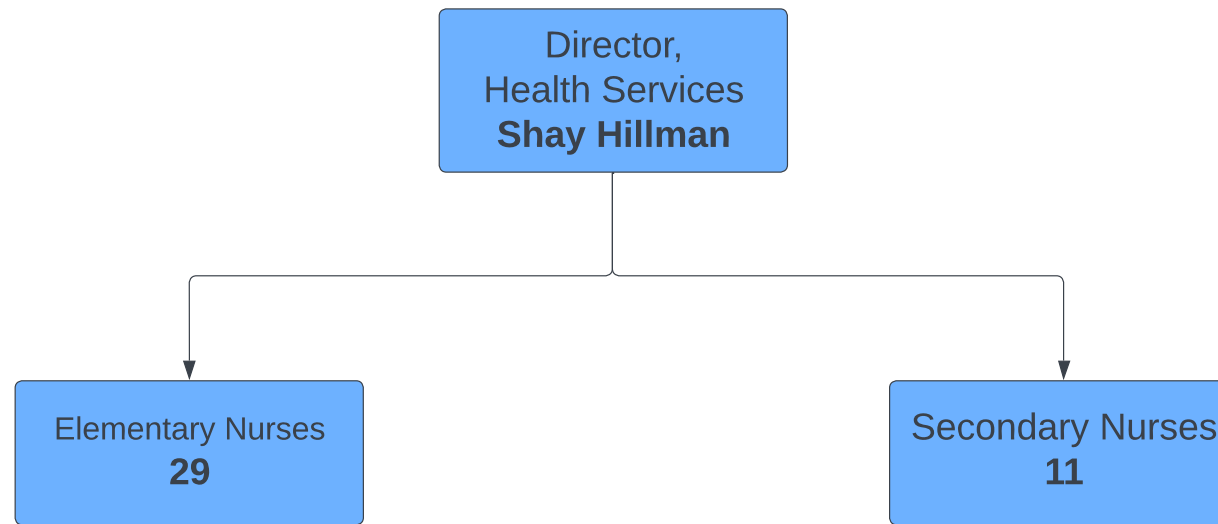 Director,
Health Services
Shay Hillman
Elementary Nurses
29
Secondary Nurses
11